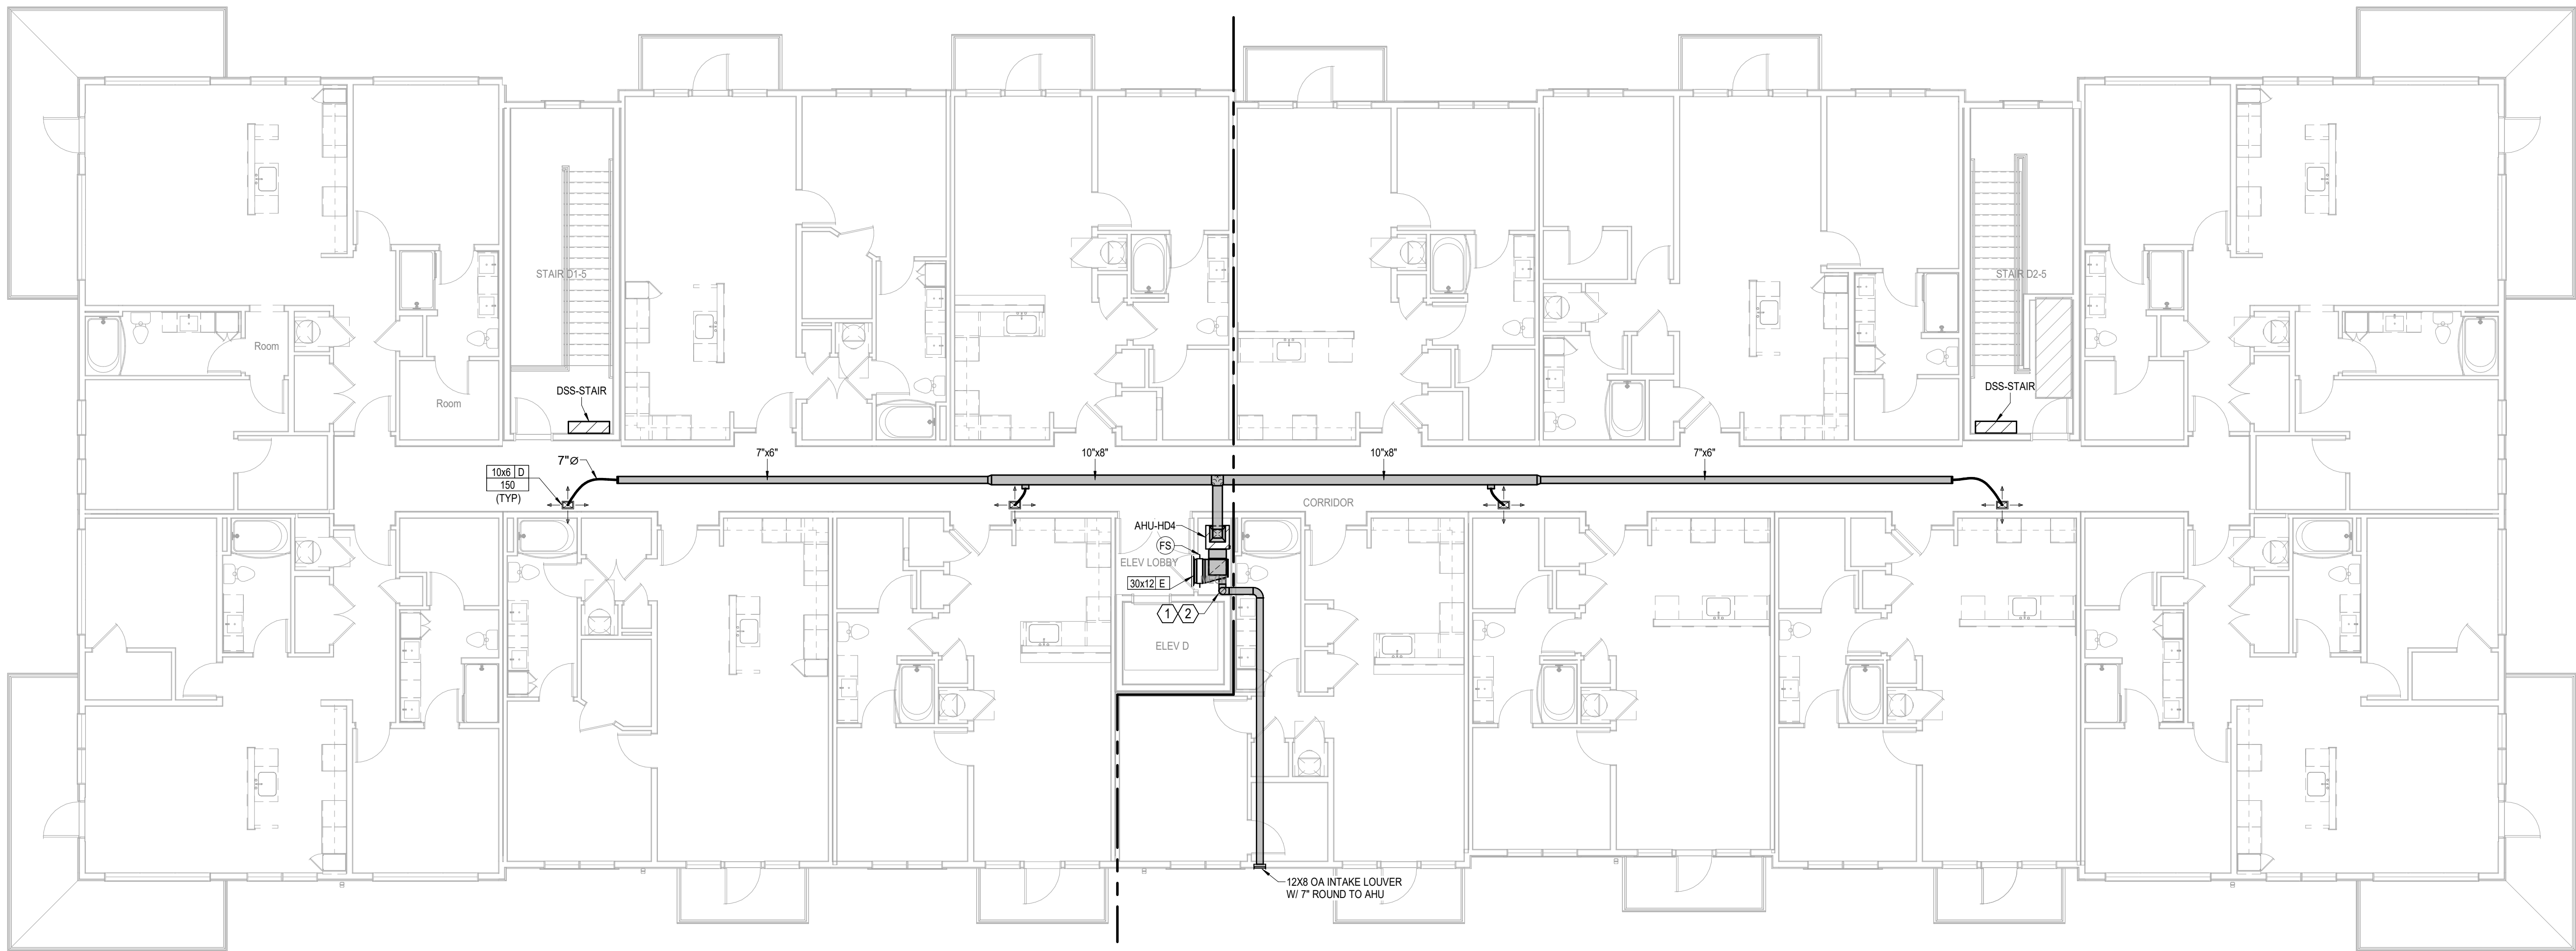 STAIR D1-5
STAIR D2-5
Room
Room
DSS-STAIR
DSS-STAIR
7"x6"
10"x8"
10"x8"
7"x6"
7"Ø
10x6 D
150
(TYP)
CORRIDOR
AHU-HD4
FS
ELEV LOBBY
30x12 E
1 2
ELEV D
12X8 OA INTAKE LOUVER
W/ 7" ROUND TO AHU